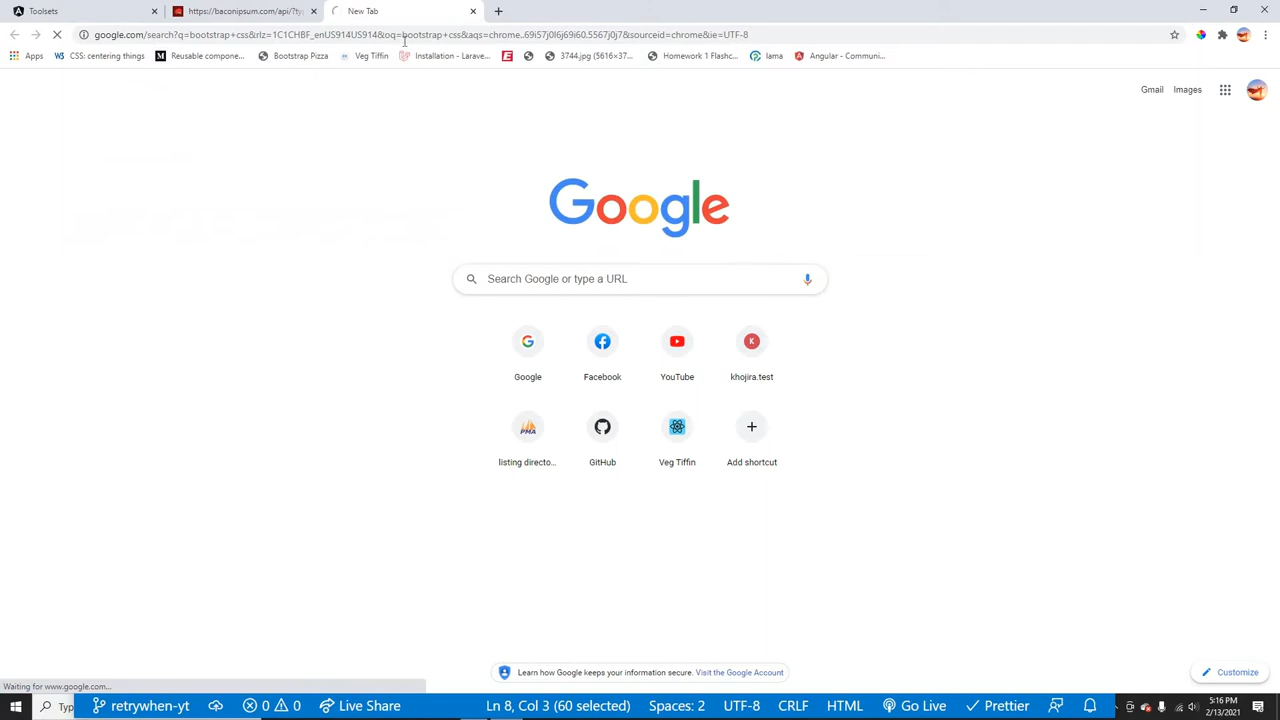 Toolsets
https://baconipsum.com/api/?ty
New Tab
google.com/search?q=bootstrap+css&rlz=1C1CHBF_enUS914US914&oq=bootstrap+css&aqs=chrome..69i57j0l6j69i60.5567j0j7&sourceid=chrome&ie=UTF-8
Apps
CSS: centering things
Reusable compone...
Bootstrap Pizza
Veg Tiffin
Installation - Larave...
3744.jpg (5616×37...
Homework 1 Flashc...
lama
Angular - Communi...
Gmail
Images
Google
Search Google or type a URL
K
Google
Facebook
YouTube
khojira.test
PMA
listing directo...
GitHub
Veg Tiffin
Add shortcut
Learn how Google keeps your information secure. Visit the Google Account
Customize
Waiting for www.google.com...
Typ
retrywhen-yt
0
0
Live Share
Ln 8, Col 3 (60 selected)
Spaces: 2
UTF-8
CRLF
HTML
Go Live
Prettier
5:16 PM
2/13/2021